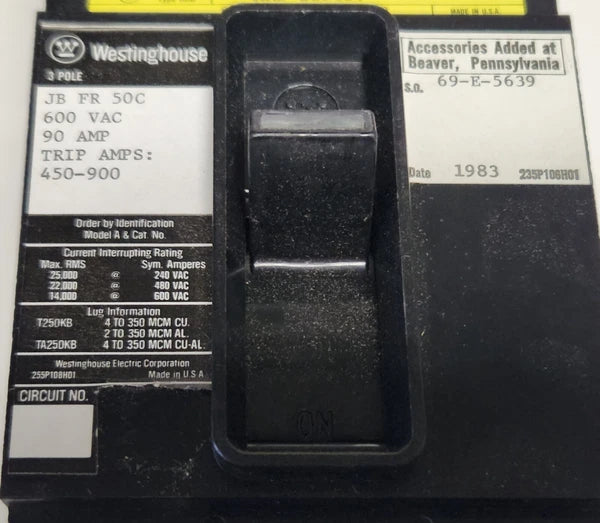 MADE IN U.S.A.
Westinghouse
3 POLE
JB FR 50C
600 VAC
90 AMP
TRIP AMPS:
450-900
Order by Identification
Model A & Cat. No.
Current Interrupting Rating
Max. RMS Sym. Amperes
25,000 @ 240 VAC
22,000 @ 480 VAC
14,000 @ 600 VAC
Lug Information
T250KB 4 TO 350 MCM CU.
2 TO 350 MCM AL.
TA250KB 4 TO 350 MCM CU-AL.
Westinghouse Electric Corporation
255P108H01 Made in U.S.A.
CIRCUIT NO.
ON
Accessories Added at
Beaver, Pennsylvania
S.O. 69-E-5639
Date 1983 235P106H01